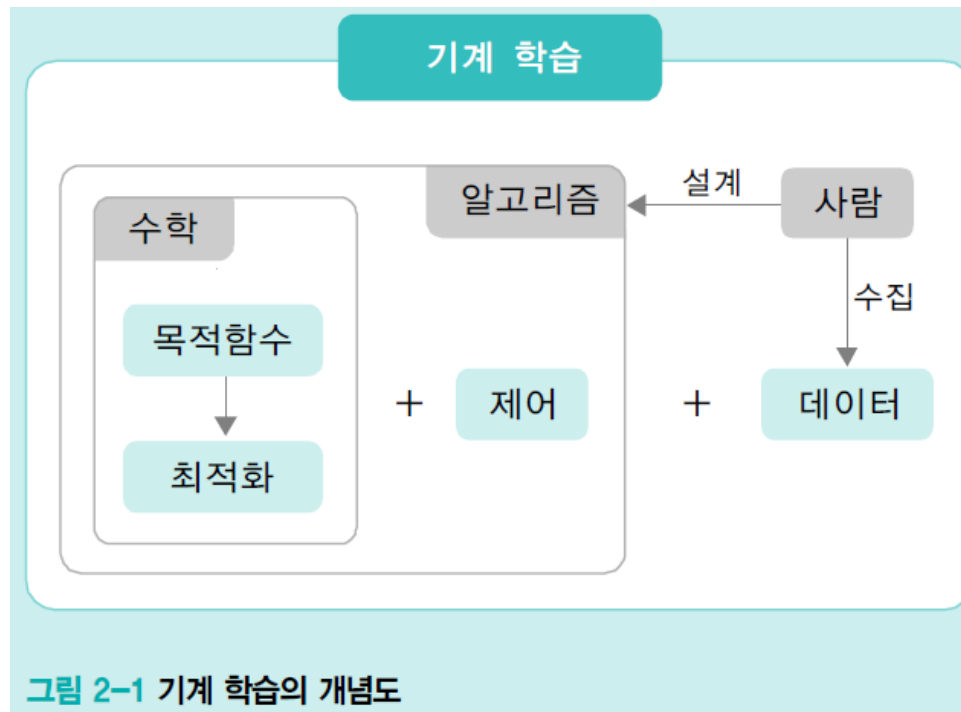 기계 학습
알고리즘
설계
사람
수학
수집
목적함수
+
제어
+
데이터
최적화
그림 2-1 기계 학습의 개념도